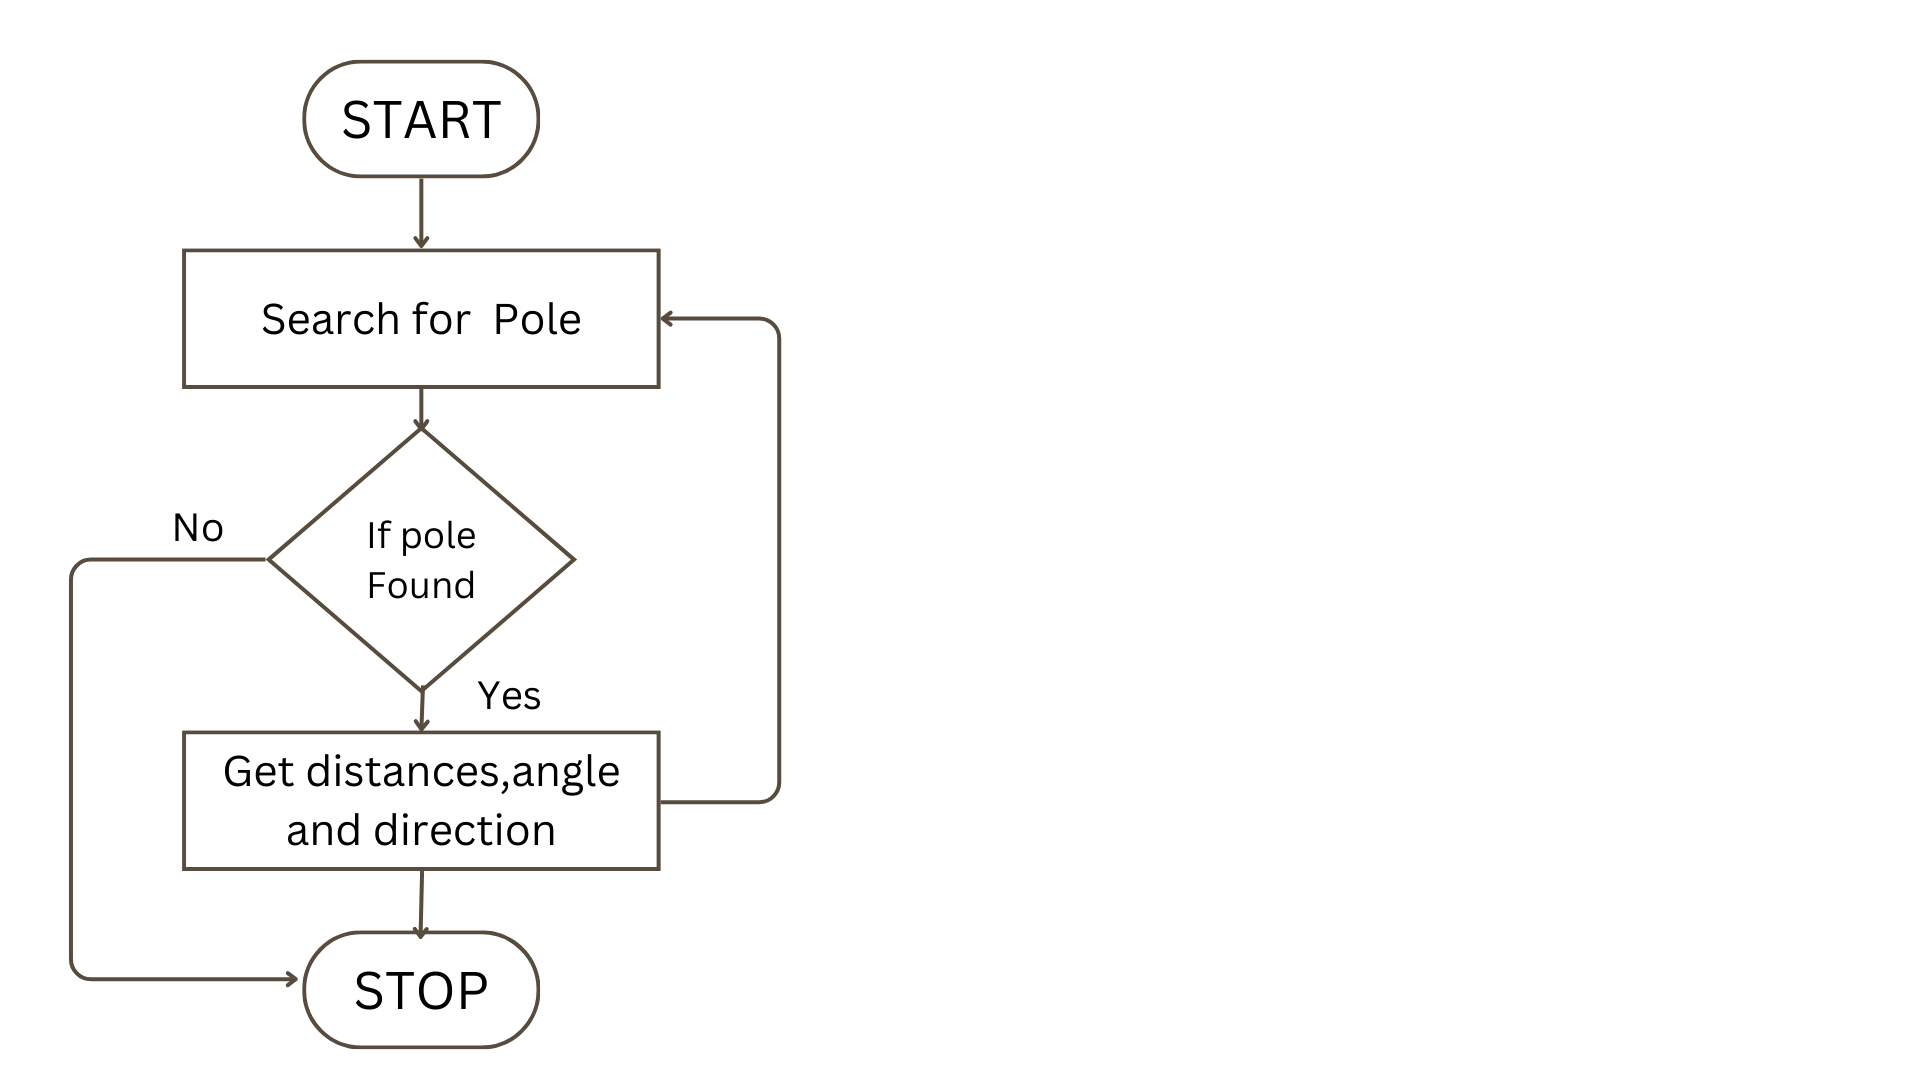 START
Search for  Pole
If pole
Found
No
Yes
Get distances,angle
and direction
STOP